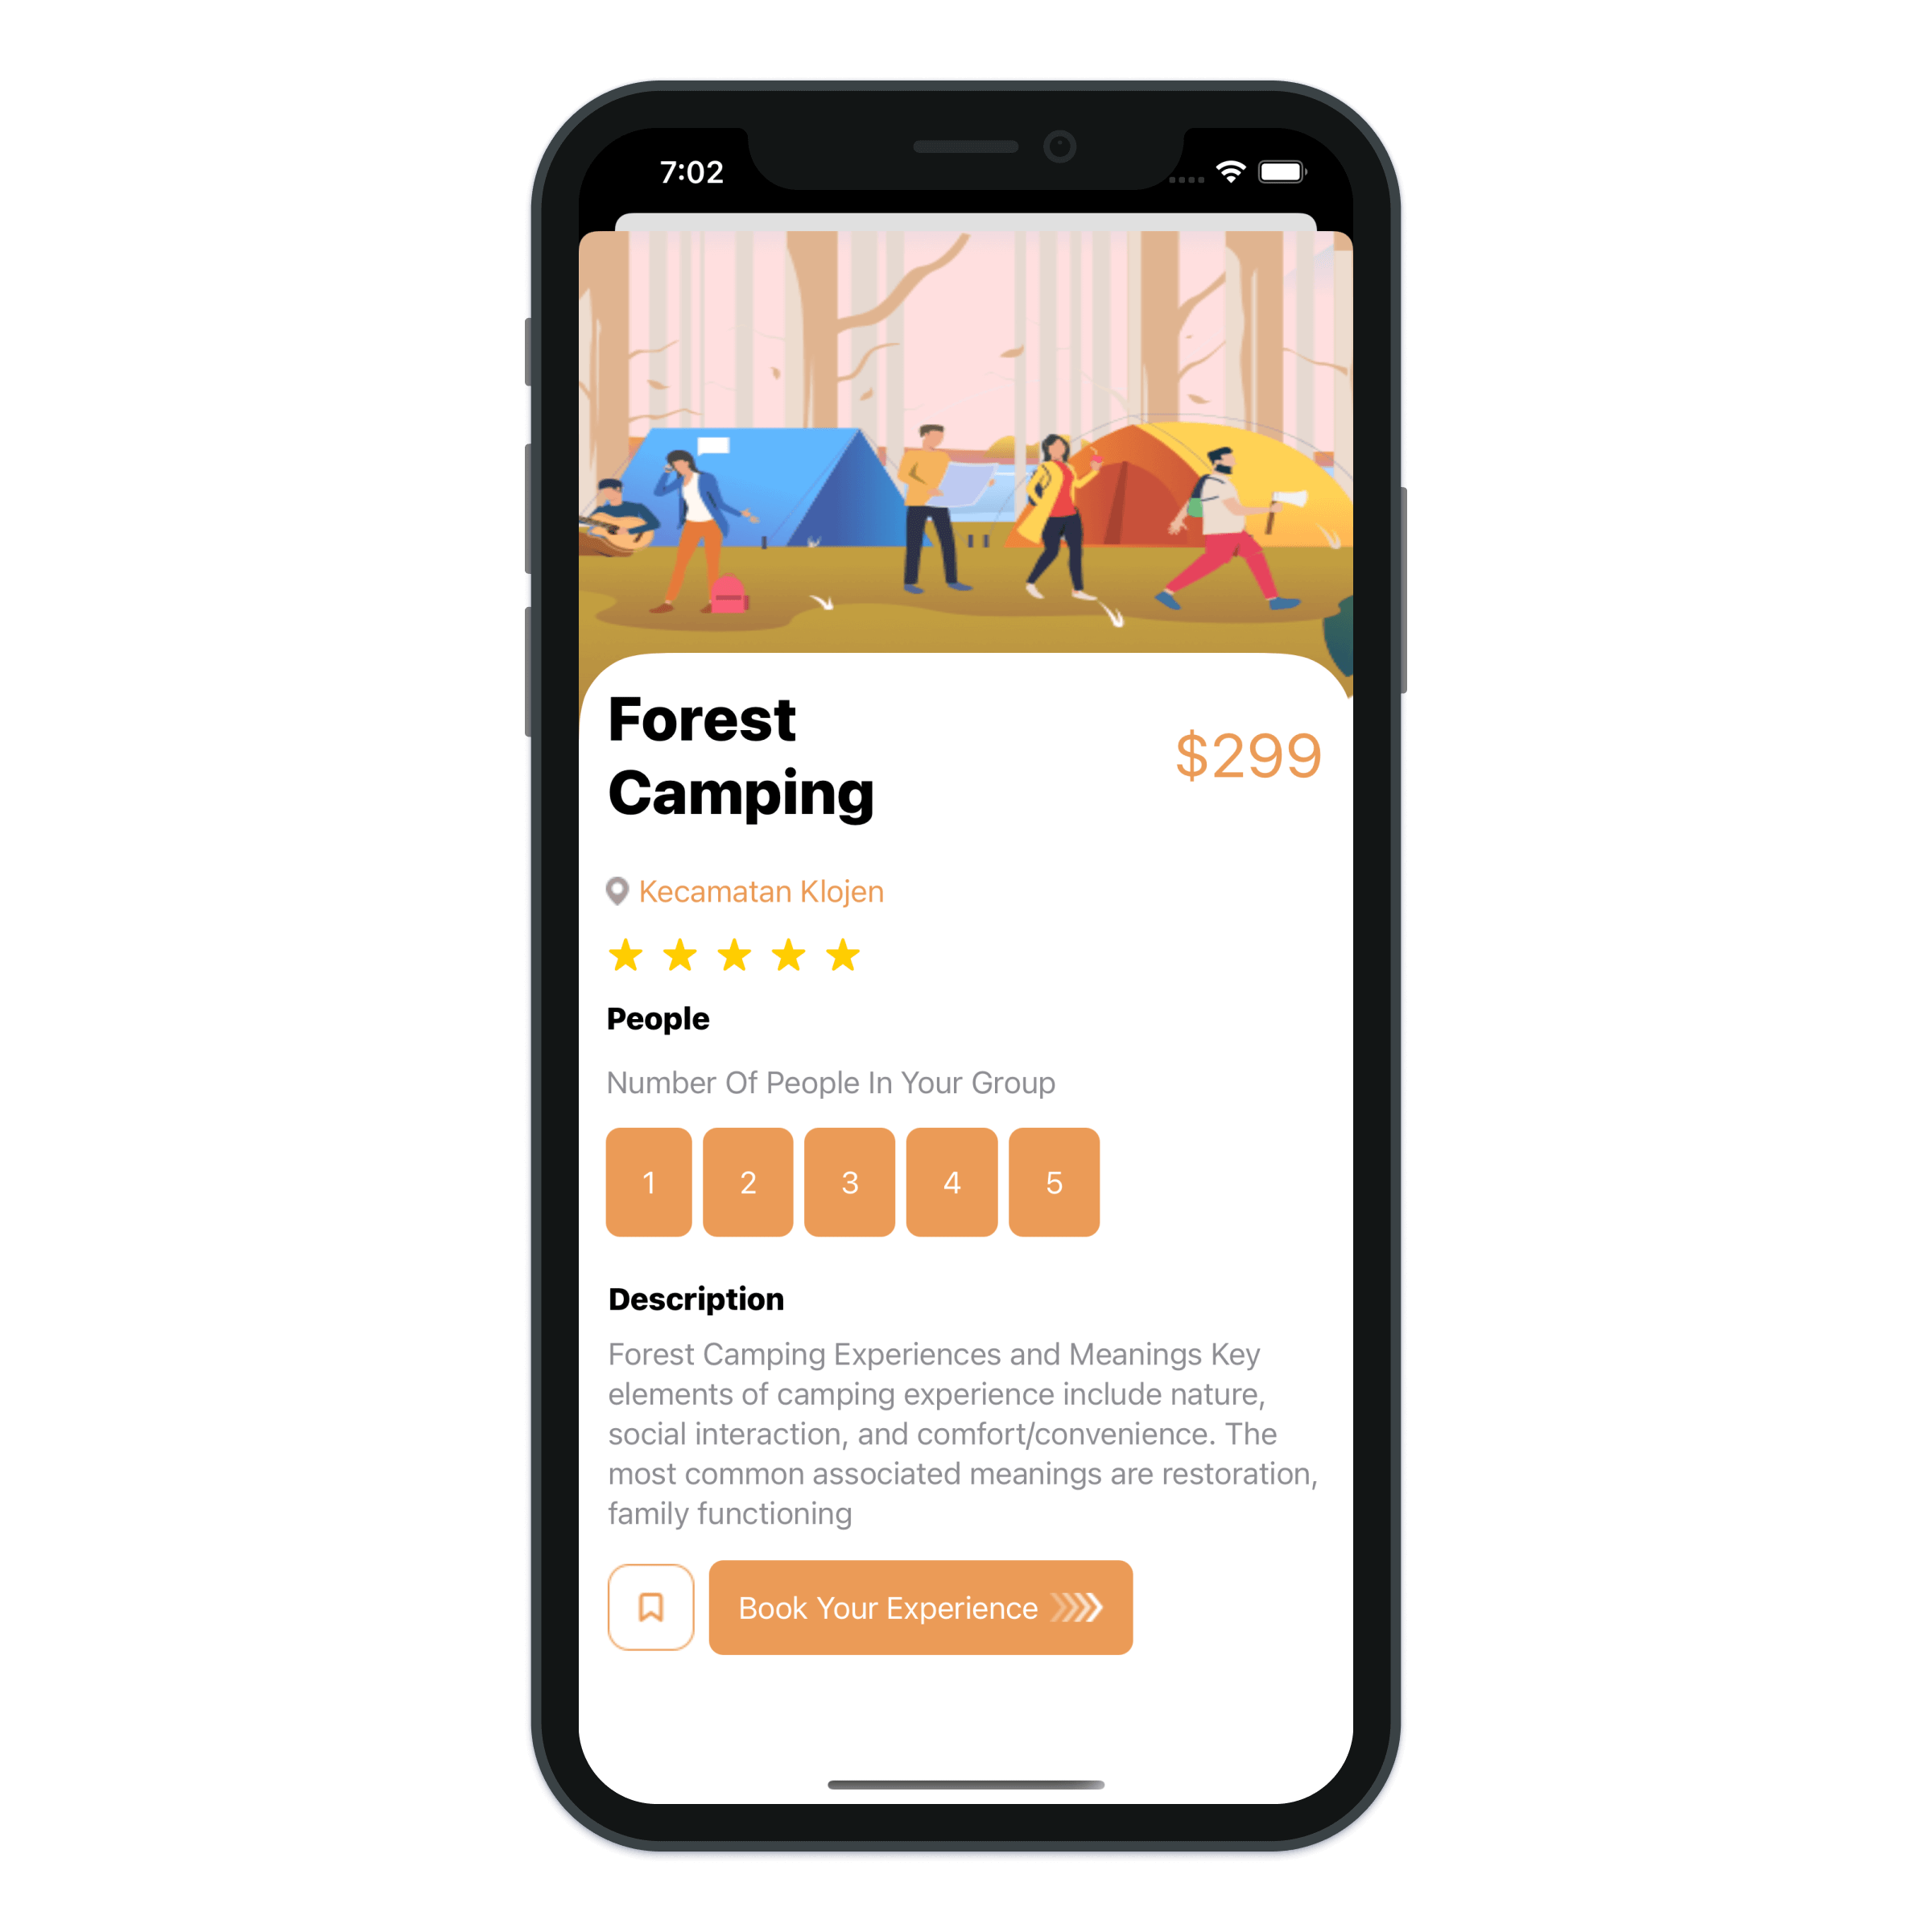 7:02
Forest
Camping
$299
Kecamatan Klojen
People
Number Of People In Your Group
1 2 3 4 5
Description
Forest Camping Experiences and Meanings Key
elements of camping experience include nature,
social interaction, and comfort/convenience. The
most common associated meanings are restoration,
family functioning
Book Your Experience